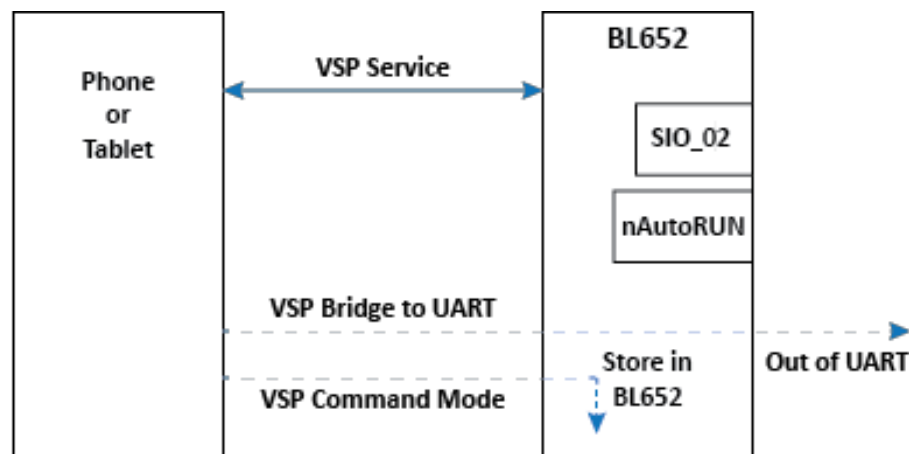 BL652
VSP Service
Phone
or
Tablet
SIO_02
nAutoRUN
VSP Bridge to UART
Store in
BL652
Out of UART
VSP Command Mode